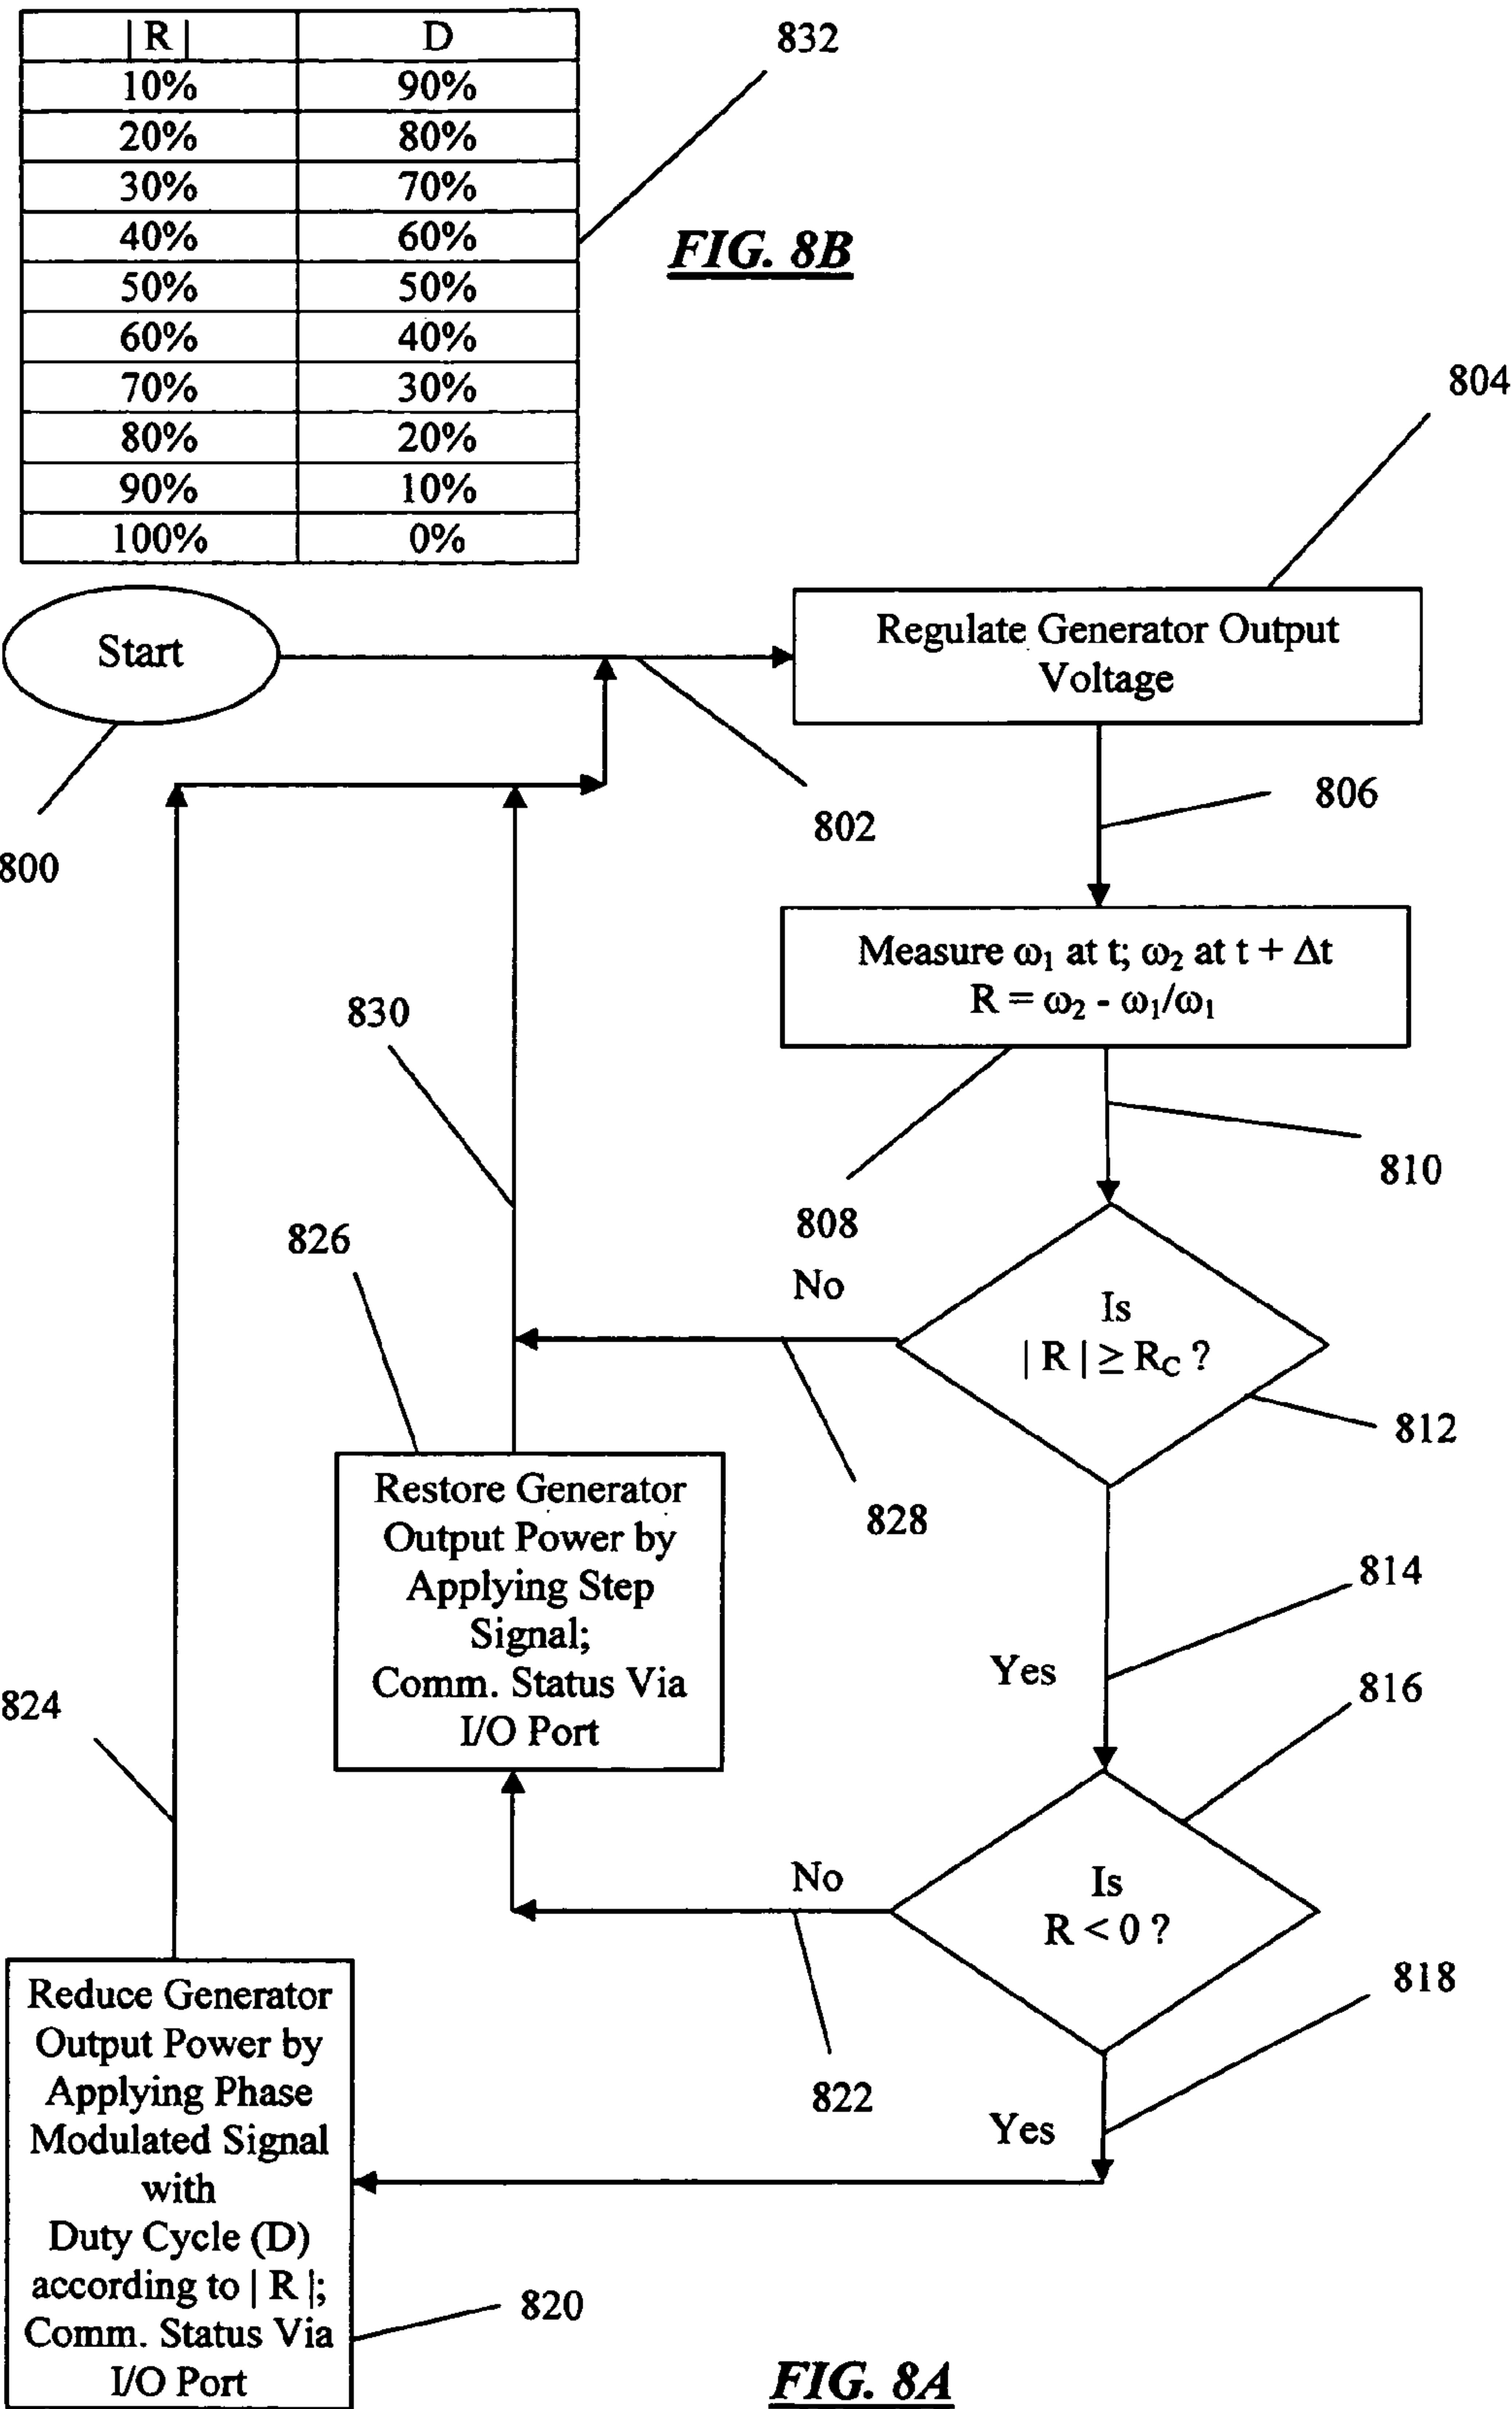 | R | D
10% 90%
20% 80%
30% 70%
40% 60%
50% 50%
60% 40%
70% 30%
80% 20%
90% 10%
100% 0%
832
FIG. 8B
804
Start
Regulate Generator Output
Voltage
800
802
806
Measure ω₁ at t; ω₂ at t + Δt
R = ω₂ - ω₁/ω₁
830
808
810
826
No
Is
| R | ≥ R_C ?
812
828
Restore Generator
Output Power by
Applying Step
Signal;
Comm. Status Via
I/O Port
814
Yes
816
824
No
Is
R < 0 ?
818
822
Yes
Reduce Generator
Output Power by
Applying Phase
Modulated Signal
with
Duty Cycle (D)
according to | R |;
Comm. Status Via
I/O Port
820
FIG. 8A